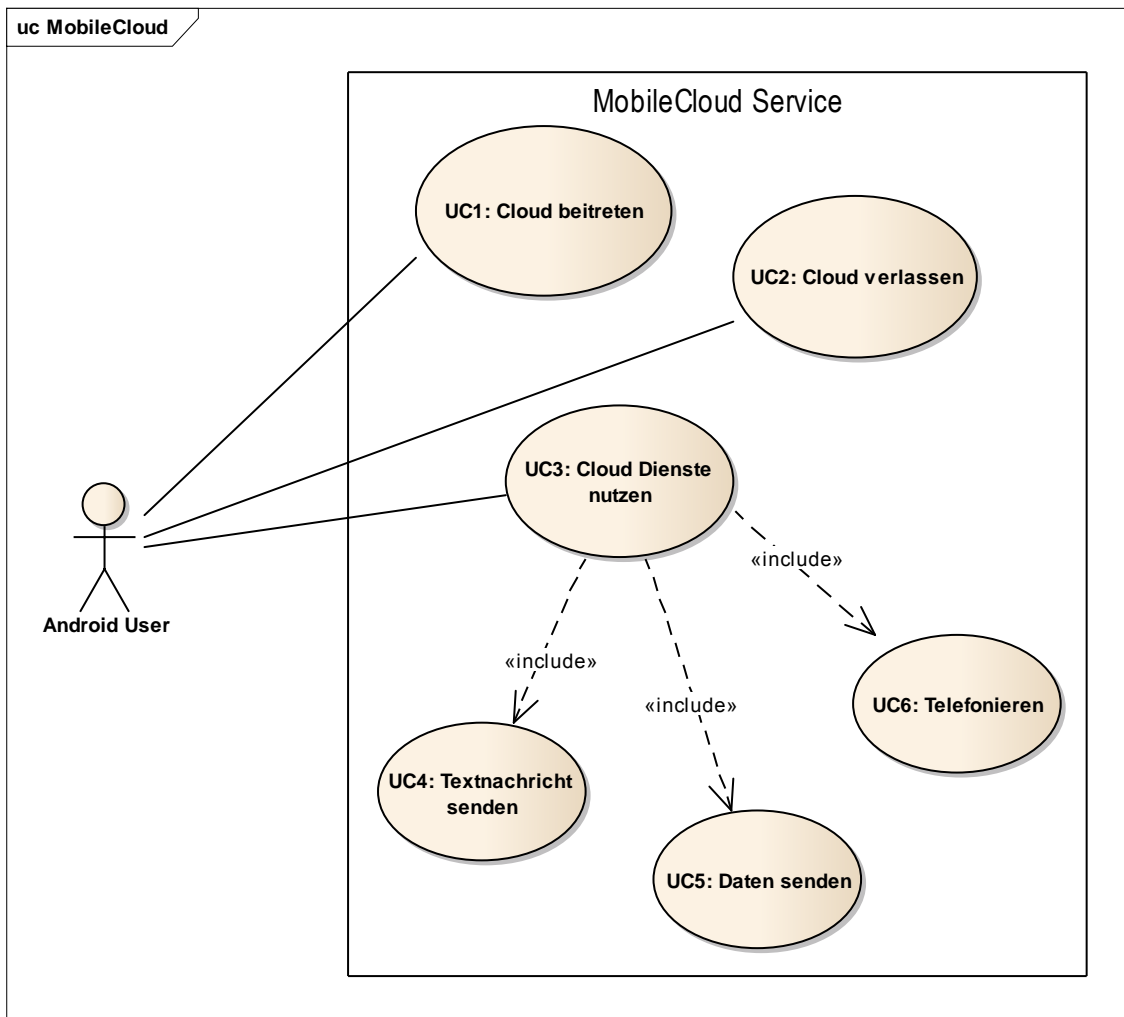 uc MobileCloud
MobileCloud Service
UC1: Cloud beitreten
UC2: Cloud verlassen
UC3: Cloud Dienste
nutzen
«include»
Android User
«include»
«include»
UC6: Telefonieren
UC4: Textnachricht
senden
UC5: Daten senden